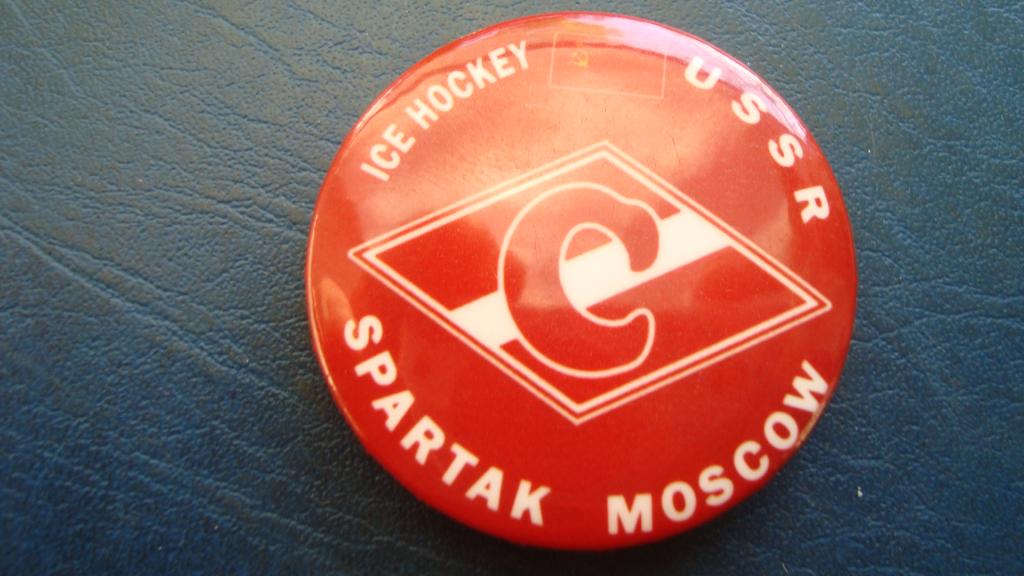 ICE HOCKEY
USSR
С
SPARTAK MOSCOW